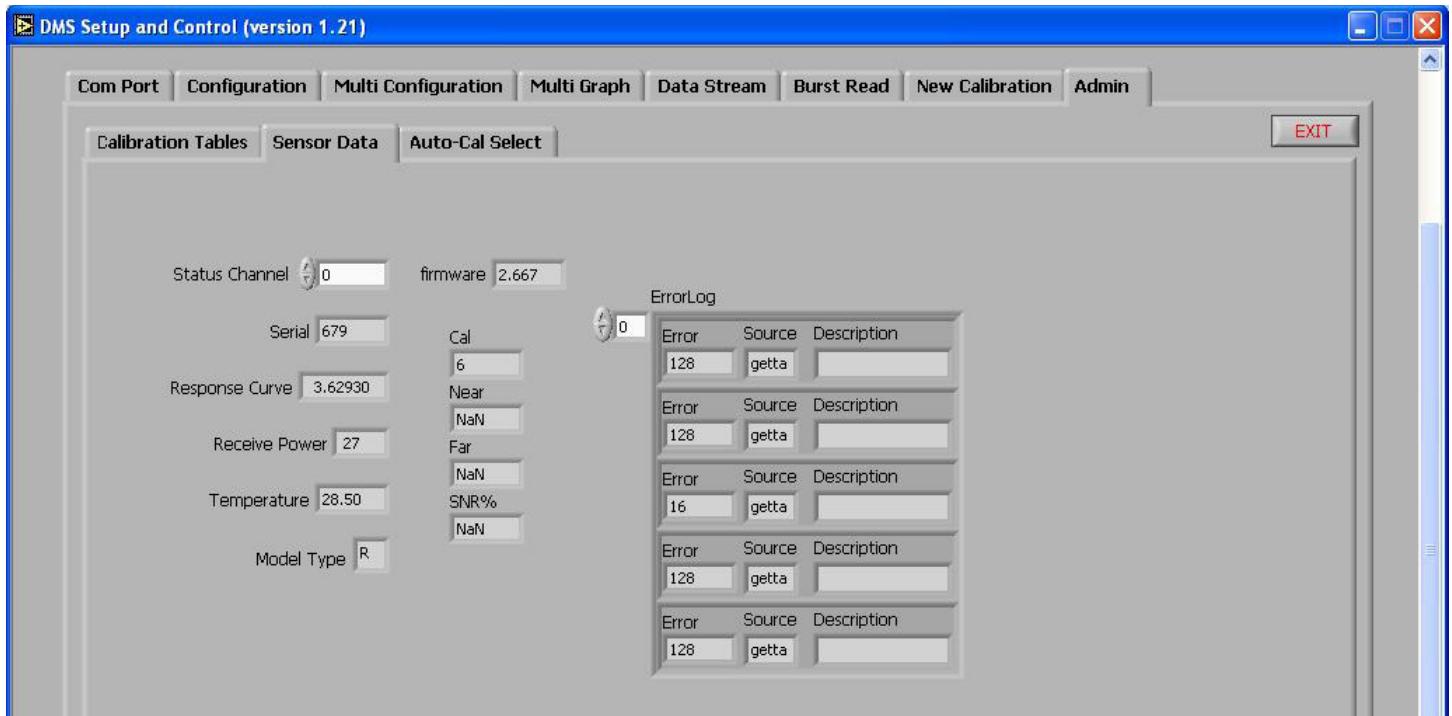 DMS Setup and Control (version 1.21)
Com Port Configuration Multi Configuration Multi Graph Data Stream Burst Read New Calibration Admin
EXIT
Calibration Tables Sensor Data Auto-Cal Select
Status Channel 0 firmware 2.667
Serial 679
Response Curve 3.62930
Receive Power 27
Temperature 28.50
Model Type R
Cal
6
Near
NaN
Far
NaN
SNR%
NaN
ErrorLog
0
Error Source Description
128 getta
Error Source Description
128 getta
Error Source Description
16 getta
Error Source Description
128 getta
Error Source Description
128 getta